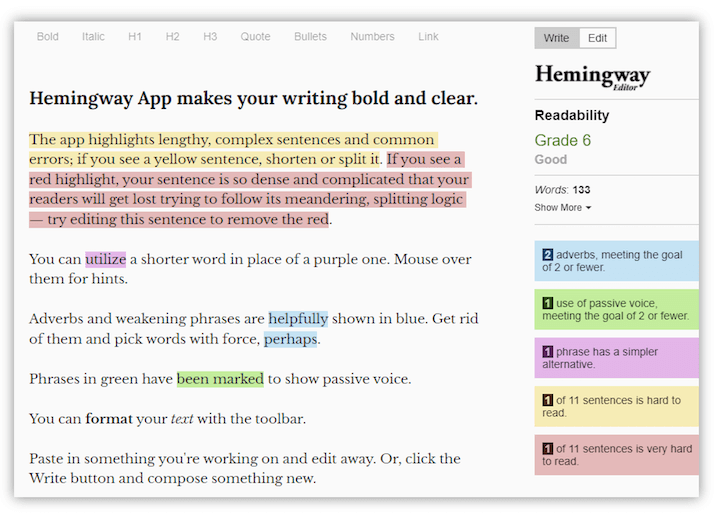 Bold Italic H1 H2 H3 Quote Bullets Numbers Link
Hemingway App makes your writing bold and clear.
The app highlights lengthy, complex sentences and common
errors; if you see a yellow sentence, shorten or split it. If you see a
red highlight, your sentence is so dense and complicated that your
readers will get lost trying to follow its meandering, splitting logic
— try editing this sentence to remove the red.
You can utilize a shorter word in place of a purple one. Mouse over
them for hints.
Adverbs and weakening phrases are helpfully shown in blue. Get rid
of them and pick words with force, perhaps.
Phrases in green have been marked to show passive voice.
You can format your text with the toolbar.
Paste in something you're working on and edit away. Or, click the
Write button and compose something new.
Write Edit
Hemingway
Editor
Readability
Grade 6
Good
Words: 133
Show More
2 adverbs, meeting the goal
of 2 or fewer.
1 use of passive voice,
meeting the goal of 2 or fewer.
1 phrase has a simpler
alternative.
1 of 11 sentences is hard to
read.
1 of 11 sentences is very hard
to read.